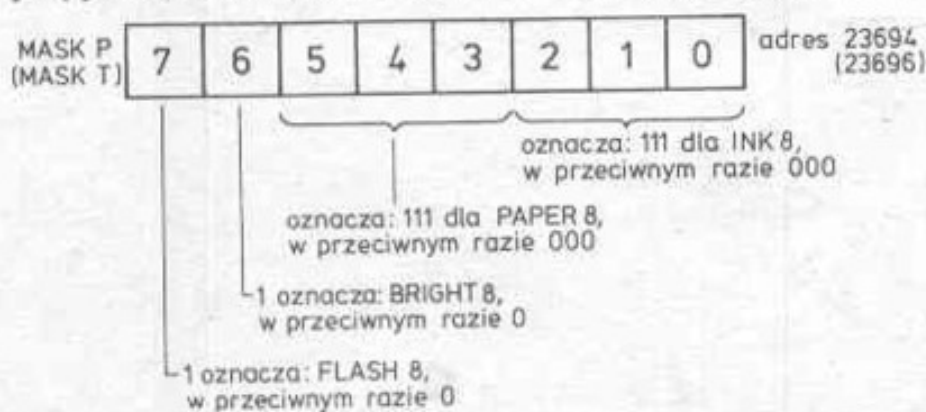 MASK P
(MASK T)
7 6 5 4 3 2 1 0
adres 23694
(23696)
oznacza: 111 dla INK 8,
w przeciwnym razie 000
oznacza: 111 dla PAPER 8,
w przeciwnym razie 000
1 oznacza: BRIGHT 8,
w przeciwnym razie 0
1 oznacza: FLASH 8,
w przeciwnym razie 0